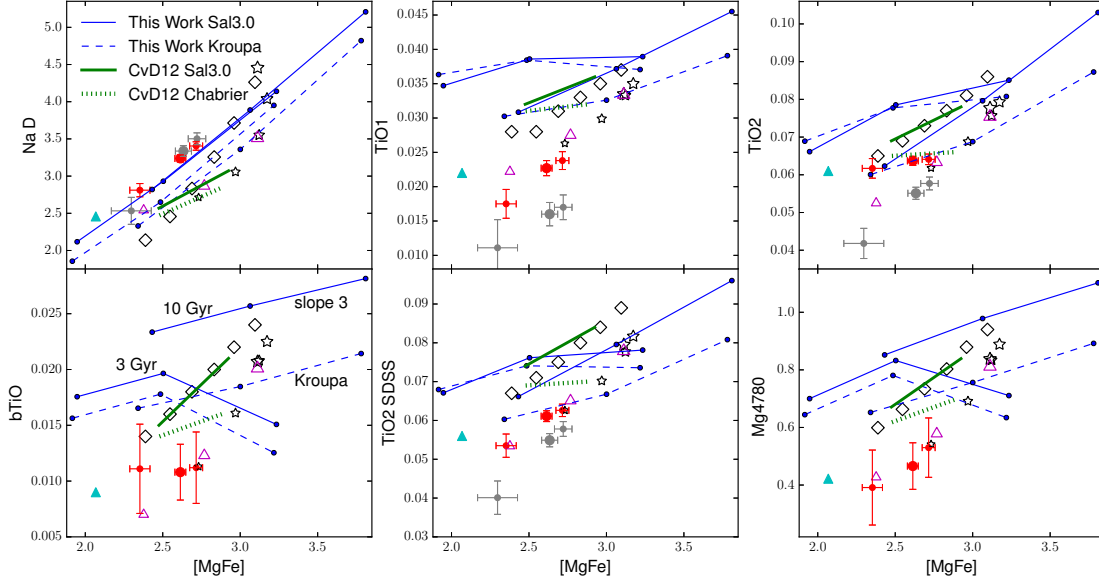 This Work Sal3.0
This Work Kroupa
CvD12 Sal3.0
CvD12 Chabrier
Na D
5.0
4.5
4.0
3.5
3.0
2.5
2.0
TiO1
0.045
0.040
0.035
0.030
0.025
0.020
0.015
0.010
TiO2
0.10
0.09
0.08
0.07
0.06
0.05
0.04
bTiO
0.025
0.020
0.015
0.010
0.005
10 Gyr
slope 3
3 Gyr
Kroupa
2.0 2.5 3.0 3.5
[MgFe]
TiO2 SDSS
0.09
0.08
0.07
0.06
0.05
0.04
0.03
2.0 2.5 3.0 3.5
[MgFe]
Mg4780
1.0
0.8
0.6
0.4
2.0 2.5 3.0 3.5
[MgFe]